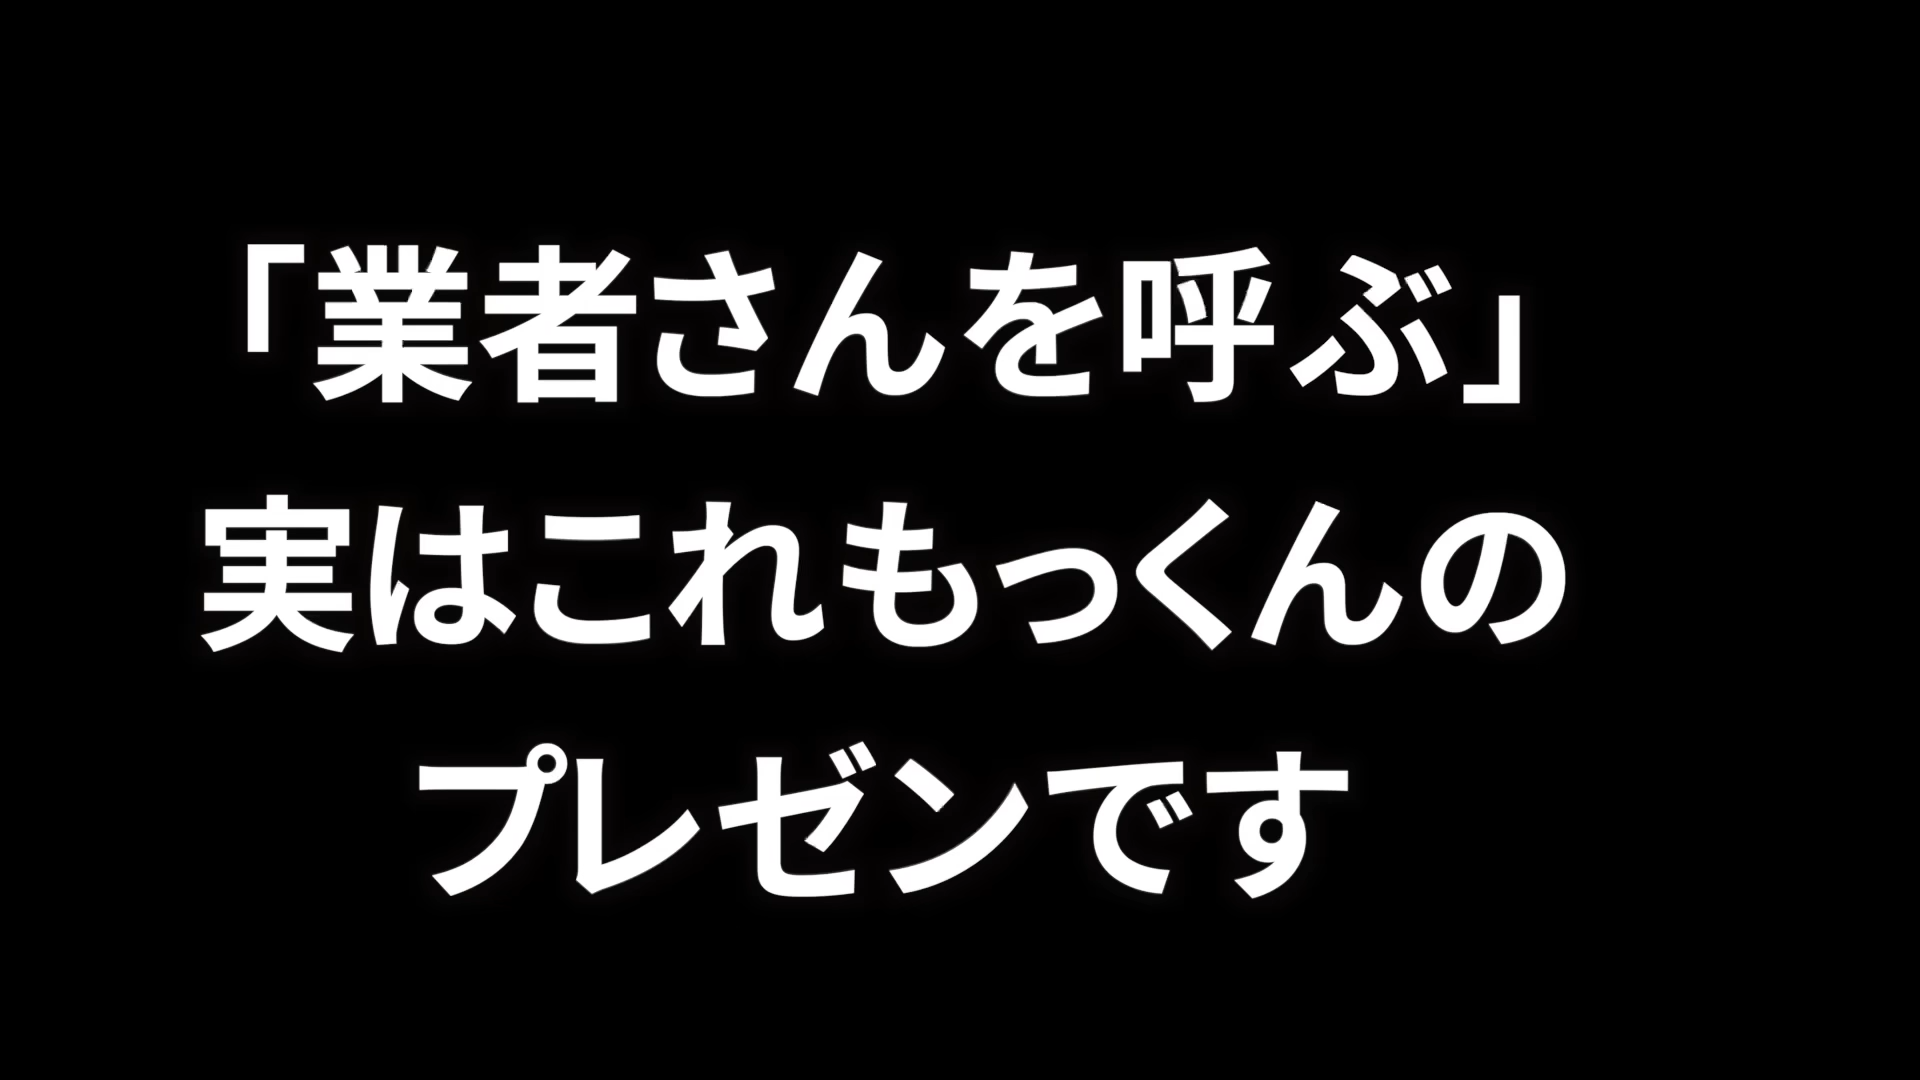 「業者さんを呼ぶ」
実はこれもっくんの
プレゼンです